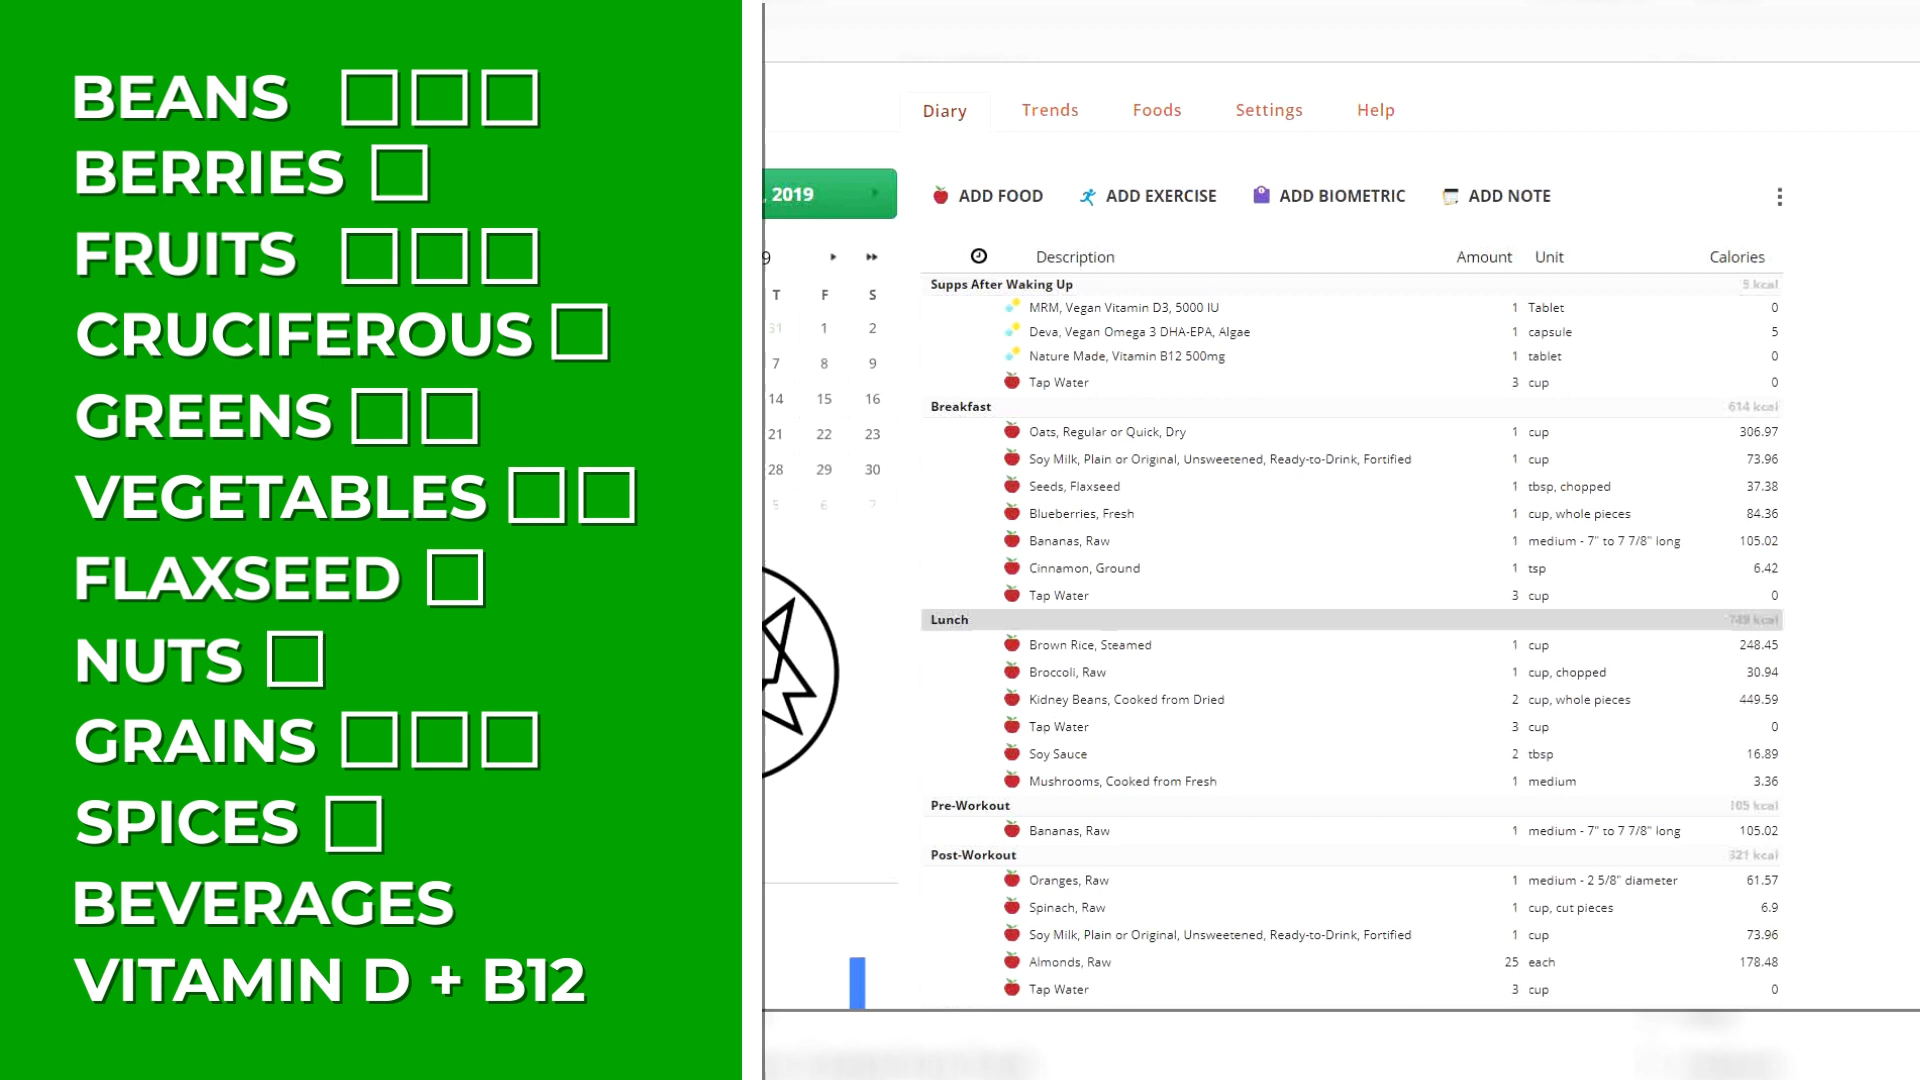 BEANS □□□
BERRIES □
FRUITS □□□
CRUCIFEROUS □
GREENS □□
VEGETABLES □□
FLAXSEED □
NUTS □
GRAINS □□□
SPICES □
BEVERAGES
VITAMIN D + B12
Diary Trends Foods Settings Help
, 2019
ADD FOOD ADD EXERCISE ADD BIOMETRIC ADD NOTE
9
T F S
31 1 2
7 8 9
14 15 16
21 22 23
28 29 30
5 6 7
Description Amount Unit Calories
Supps After Waking Up 5 kcal
MRM, Vegan Vitamin D3, 5000 IU 1 Tablet 0
Deva, Vegan Omega 3 DHA-EPA, Algae 1 capsule 5
Nature Made, Vitamin B12 500mg 1 tablet 0
Tap Water 3 cup 0
Breakfast 614 kcal
Oats, Regular or Quick, Dry 1 cup 306.97
Soy Milk, Plain or Original, Unsweetened, Ready-to-Drink, Fortified 1 cup 73.96
Seeds, Flaxseed 1 tbsp, chopped 37.38
Blueberries, Fresh 1 cup, whole pieces 84.36
Bananas, Raw 1 medium - 7" to 7 7/8" long 105.02
Cinnamon, Ground 1 tsp 6.42
Tap Water 3 cup 0
Lunch 749 kcal
Brown Rice, Steamed 1 cup 248.45
Broccoli, Raw 1 cup, chopped 30.94
Kidney Beans, Cooked from Dried 2 cup, whole pieces 449.59
Tap Water 3 cup 0
Soy Sauce 2 tbsp 16.89
Mushrooms, Cooked from Fresh 1 medium 3.36
Pre-Workout 105 kcal
Bananas, Raw 1 medium - 7" to 7 7/8" long 105.02
Post-Workout 321 kcal
Oranges, Raw 1 medium - 2 5/8" diameter 61.57
Spinach, Raw 1 cup, cut pieces 6.9
Soy Milk, Plain or Original, Unsweetened, Ready-to-Drink, Fortified 1 cup 73.96
Almonds, Raw 25 each 178.48
Tap Water 3 cup 0